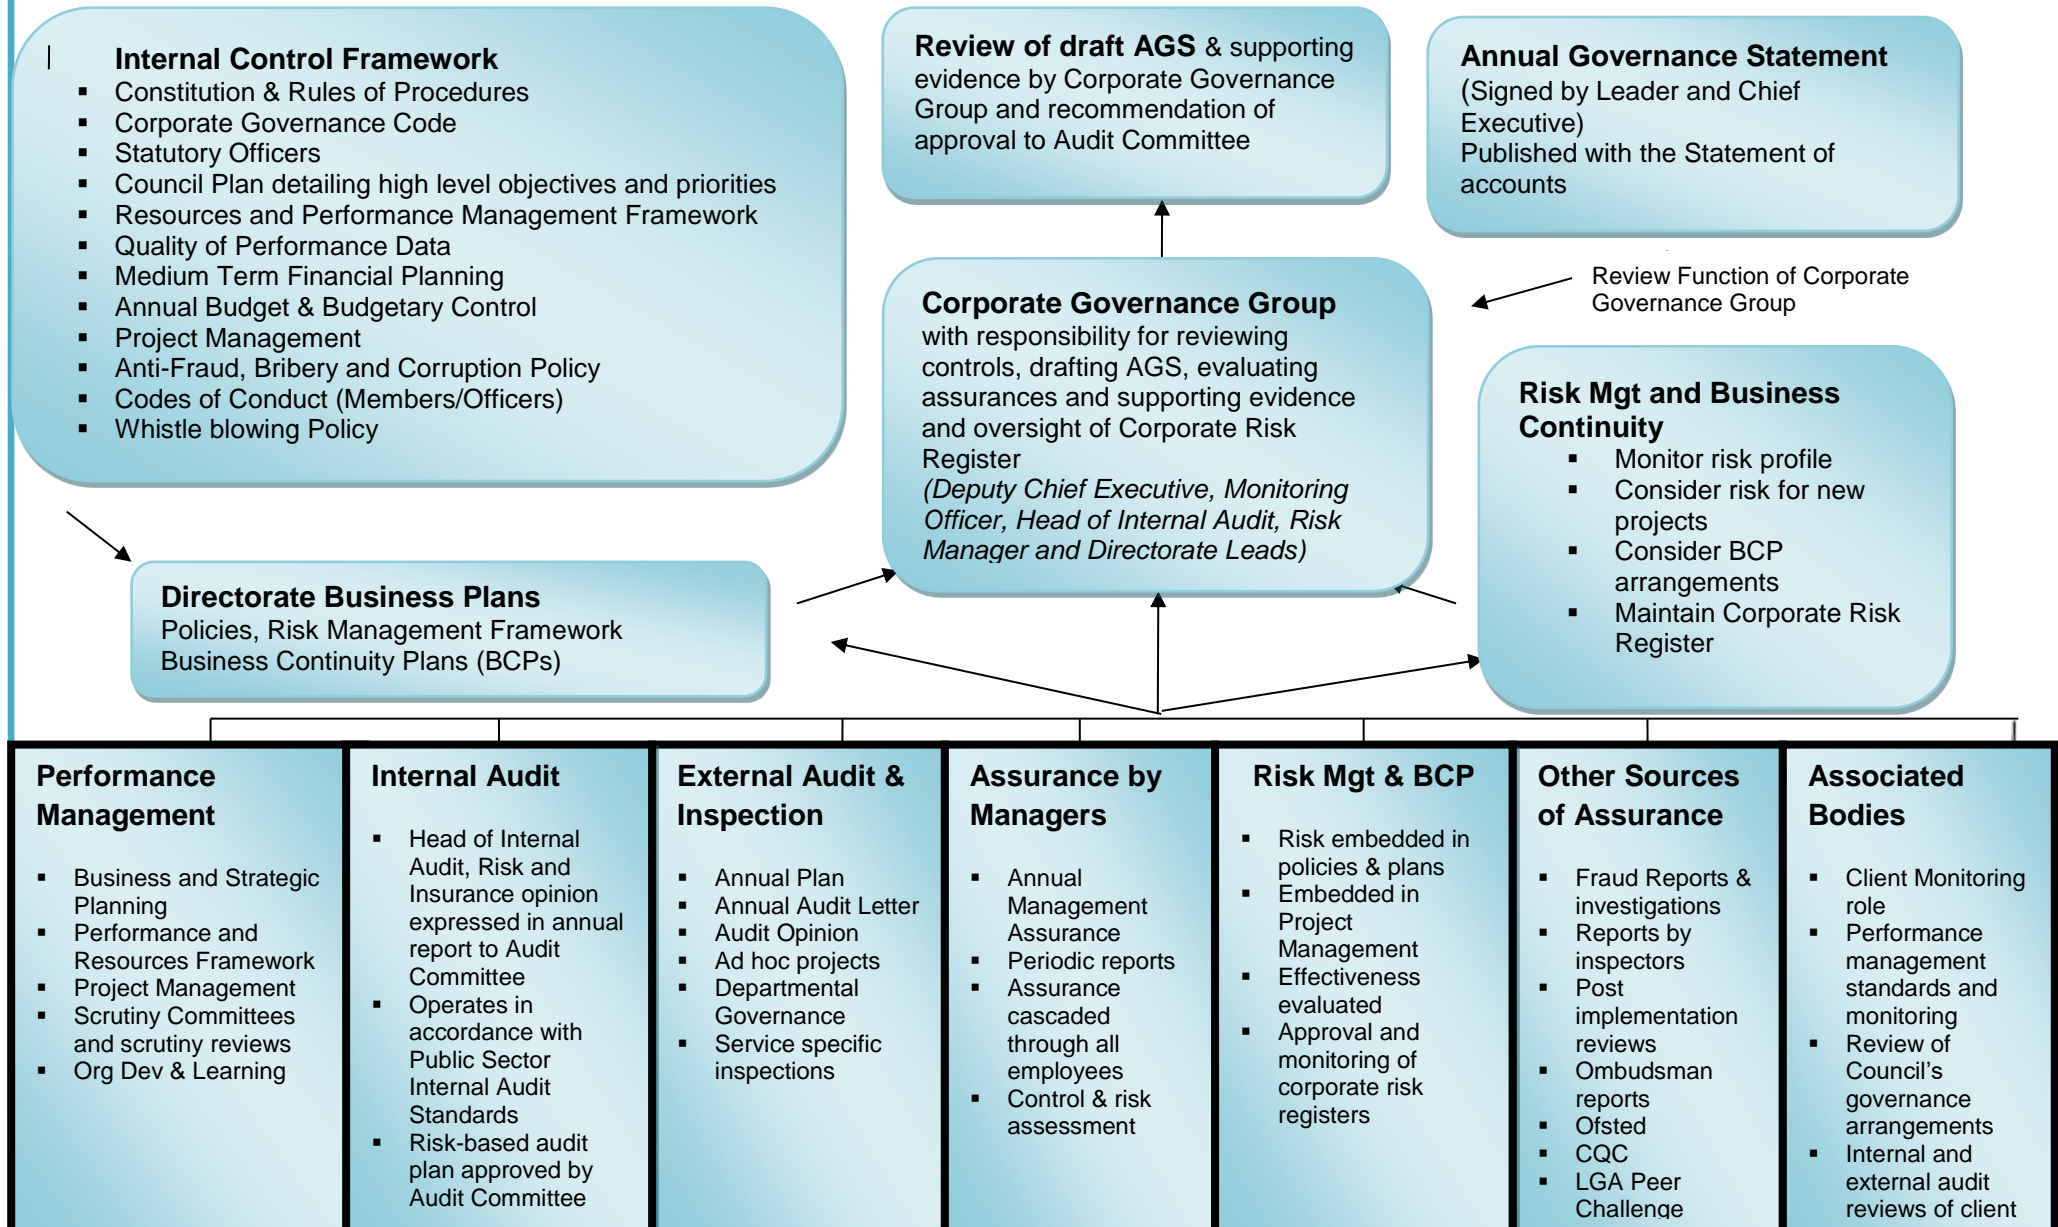 Internal Control Framework
▪ Constitution & Rules of Procedures
▪ Corporate Governance Code
▪ Statutory Officers
▪ Council Plan detailing high level objectives and priorities
▪ Resources and Performance Management Framework
▪ Quality of Performance Data
▪ Medium Term Financial Planning
▪ Annual Budget & Budgetary Control
▪ Project Management
▪ Anti-Fraud, Bribery and Corruption Policy
▪ Codes of Conduct (Members/Officers)
▪ Whistle blowing Policy
Review of draft AGS & supporting
evidence by Corporate Governance
Group and recommendation of
approval to Audit Committee
Annual Governance Statement
(Signed by Leader and Chief
Executive)
Published with the Statement of
accounts
Review Function of Corporate
Governance Group
Corporate Governance Group
with responsibility for reviewing
controls, drafting AGS, evaluating
assurances and supporting evidence
and oversight of Corporate Risk
Register
(Deputy Chief Executive, Monitoring
Officer, Head of Internal Audit, Risk
Manager and Directorate Leads)
Risk Mgt and Business
Continuity
▪ Monitor risk profile
▪ Consider risk for new
projects
▪ Consider BCP
arrangements
▪ Maintain Corporate Risk
Register
Directorate Business Plans
Policies, Risk Management Framework
Business Continuity Plans (BCPs)
Performance
Management
▪ Business and Strategic
Planning
▪ Performance and
Resources Framework
▪ Project Management
▪ Scrutiny Committees
and scrutiny reviews
▪ Org Dev & Learning
Internal Audit
▪ Head of Internal
Audit, Risk and
Insurance opinion
expressed in annual
report to Audit
Committee
▪ Operates in
accordance with
Public Sector
Internal Audit
Standards
▪ Risk-based audit
plan approved by
Audit Committee
External Audit &
Inspection
▪ Annual Plan
▪ Annual Audit Letter
▪ Audit Opinion
▪ Ad hoc projects
▪ Departmental
Governance
▪ Service specific
inspections
Assurance by
Managers
▪ Annual
Management
Assurance
▪ Periodic reports
▪ Assurance
cascaded
through all
employees
▪ Control & risk
assessment
Risk Mgt & BCP
▪ Risk embedded in
policies & plans
▪ Embedded in
Project
Management
▪ Effectiveness
evaluated
▪ Approval and
monitoring of
corporate risk
registers
Other Sources
of Assurance
▪ Fraud Reports &
investigations
▪ Reports by
inspectors
▪ Post
implementation
reviews
▪ Ombudsman
reports
▪ Ofsted
▪ CQC
▪ LGA Peer
Challenge
Associated
Bodies
▪ Client Monitoring
role
▪ Performance
management
standards and
monitoring
▪ Review of
Council’s
governance
arrangements
▪ Internal and
external audit
reviews of client